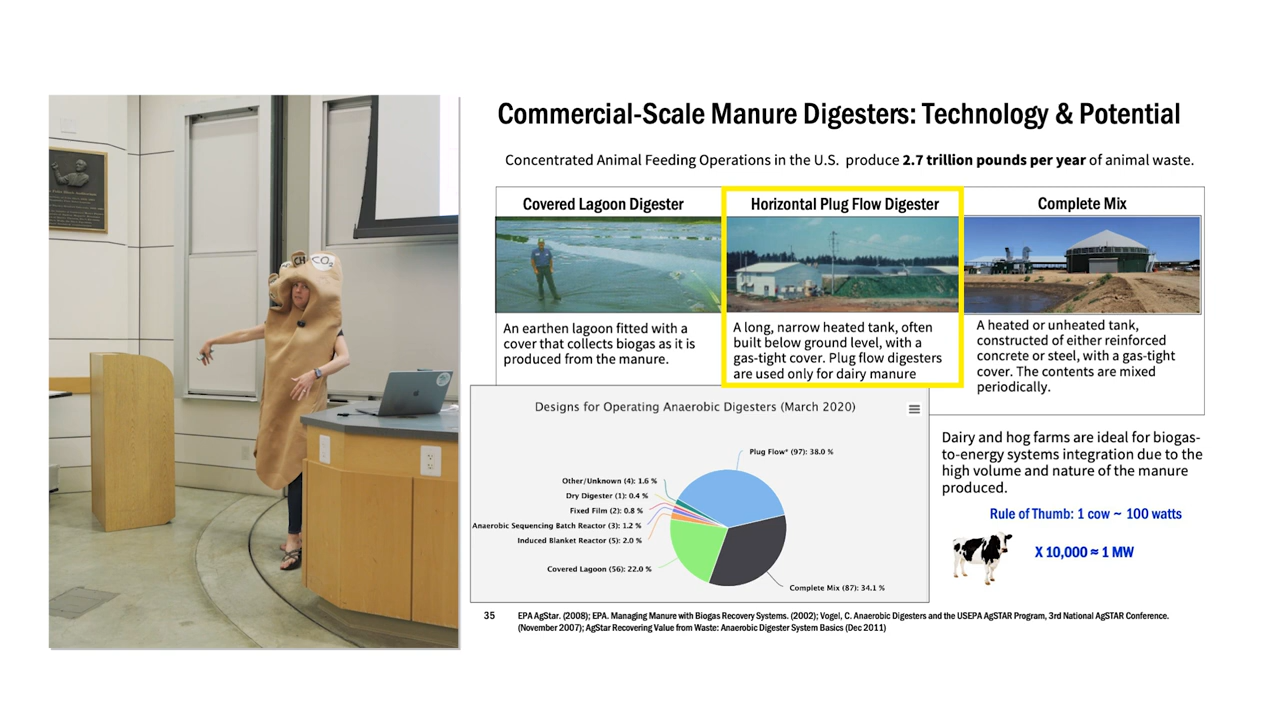 CH
CO2
Commercial-Scale Manure Digesters: Technology & Potential
Concentrated Animal Feeding Operations in the U.S. produce 2.7 trillion pounds per year of animal waste.
Covered Lagoon Digester
An earthen lagoon fitted with a
cover that collects biogas as it is
produced from the manure.
Horizontal Plug Flow Digester
A long, narrow heated tank, often
built below ground level, with a
gas-tight cover. Plug flow digesters
are used only for dairy manure
Complete Mix
A heated or unheated tank,
constructed of either reinforced
concrete or steel, with a gas-tight
cover. The contents are mixed
periodically.
Designs for Operating Anaerobic Digesters (March 2020)
Plug Flow* (97): 38.0 %
Other/Unknown (4): 1.6 %
Dry Digester (1): 0.4 %
Fixed Film (2): 0.8 %
Anaerobic Sequencing Batch Reactor (3): 1.2 %
Induced Blanket Reactor (5): 2.0 %
Covered Lagoon (56): 22.0 %
Complete Mix (87): 34.1 %
Dairy and hog farms are ideal for biogas-
to-energy systems integration due to the
high volume and nature of the manure
produced.
Rule of Thumb: 1 cow ~ 100 watts
X 10,000 ≈ 1 MW
35
EPA AgStar. (2008); EPA. Managing Manure with Biogas Recovery Systems. (2002); Vogel, C. Anaerobic Digesters and the USEPA AgSTAR Program, 3rd National AgSTAR Conference.
(November 2007); AgStar Recovering Value from Waste: Anaerobic Digester System Basics (Dec 2011)